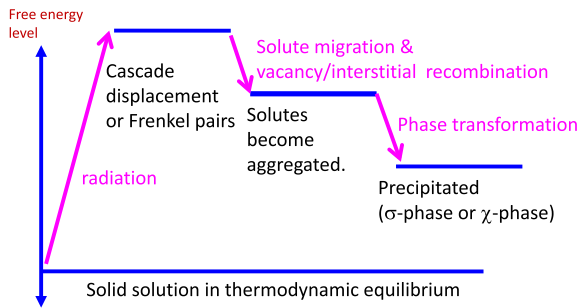 Free energy
level
Solute migration &
vacancy/interstitial recombination
Cascade
displacement
or Frenkel pairs
Solutes
become
aggregated.
Phase transformation
radiation
Precipitated
(σ-phase or χ-phase)
Solid solution in thermodynamic equilibrium